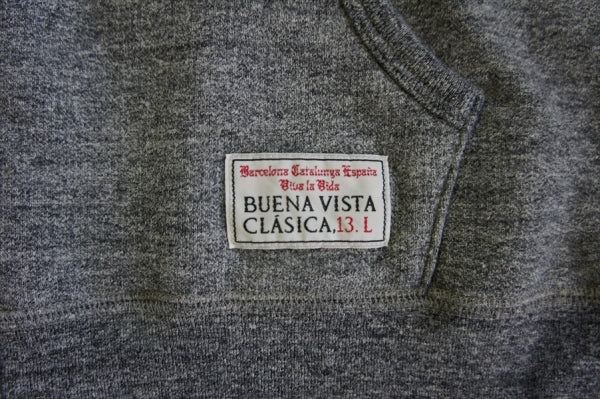 Barcelona Catalunya España
Viva la Vida
BUENA VISTA
CLÁSICA, 13. L